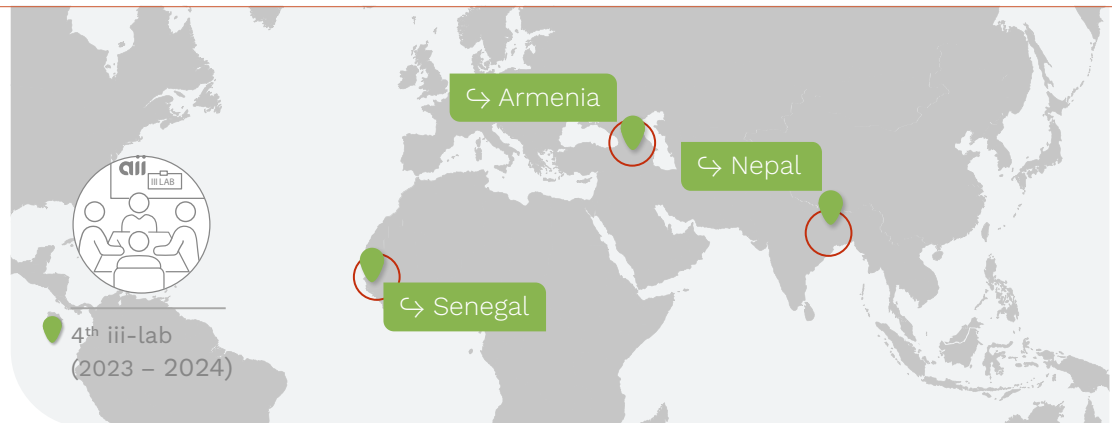 ↪ Armenia
↪ Nepal
aii
III LAB
↪ Senegal
4th iii-lab
(2023 – 2024)